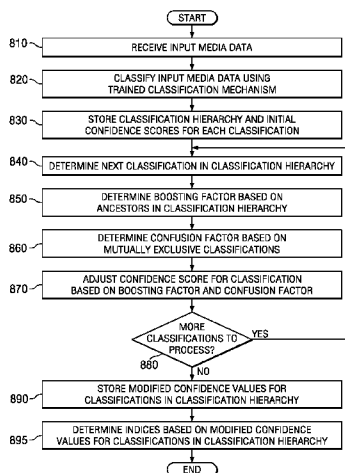 START
810
RECEIVE INPUT MEDIA DATA
820
CLASSIFY INPUT MEDIA DATA USING
TRAINED CLASSIFICATION MECHANISM
830
STORE CLASSIFICATION HIERARCHY AND INITIAL
CONFIDENCE SCORES FOR EACH CLASSIFICATION
840
DETERMINE NEXT CLASSIFICATION IN CLASSIFICATION HIERARCHY
850
DETERMINE BOOSTING FACTOR BASED ON
ANCESTORS IN CLASSIFICATION HIERARCHY
860
DETERMINE CONFUSION FACTOR BASED ON
MUTUALLY EXCLUSIVE CLASSIFICATIONS
870
ADJUST CONFIDENCE SCORE FOR CLASSIFICATION
BASED ON BOOSTING FACTOR AND CONFUSION FACTOR
MORE
CLASSIFICATIONS TO
PROCESS?
YES
880
NO
890
STORE MODIFIED CONFIDENCE VALUES FOR
CLASSIFICATIONS IN CLASSIFICATION HIERARCHY
895
DETERMINE INDICES BASED ON MODIFIED CONFIDENCE
VALUES FOR CLASSIFICATIONS IN CLASSIFICATION HIERARCHY
END